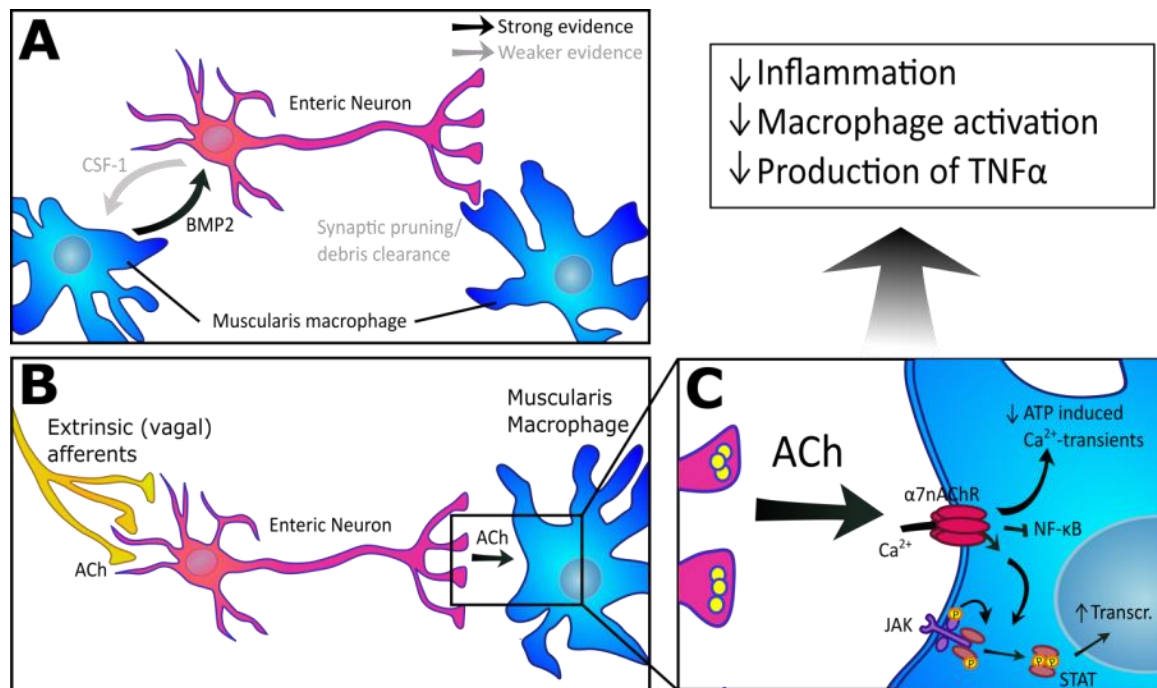 A
Strong evidence
Weaker evidence
Enteric Neuron
CSF-1
BMP2
Synaptic pruning/
debris clearance
Muscularis macrophage
↓ Inflammation
↓ Macrophage activation
↓ Production of TNFα
B
Extrinsic (vagal)
afferents
Muscularis
Macrophage
Enteric Neuron
ACh
ACh
C
ACh
↓ ATP induced
Ca²⁺-transients
α7nAChR
NF-κB
Ca²⁺
P
JAK
P
P P
STAT
↑ Transcr.